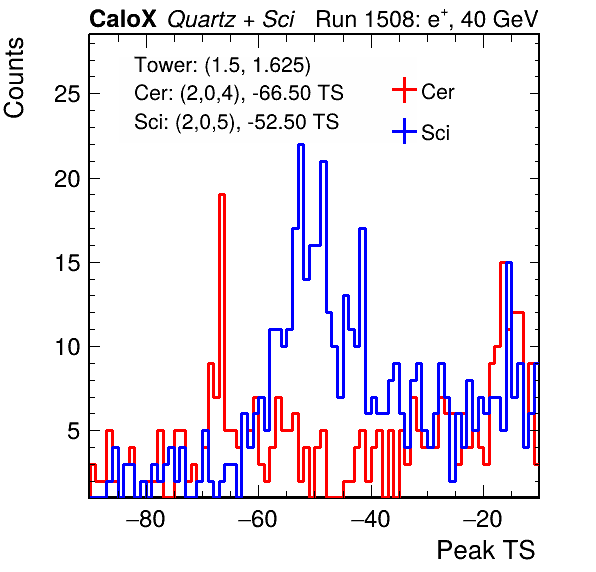 CaloX Quartz + Sci Run 1508: e⁺, 40 GeV
Tower: (1.5, 1.625)
Cer: (2,0,4), -66.50 TS
Sci: (2,0,5), -52.50 TS
Cer
Sci
Counts
25
20
15
10
5
−80 −60 −40 −20
Peak TS